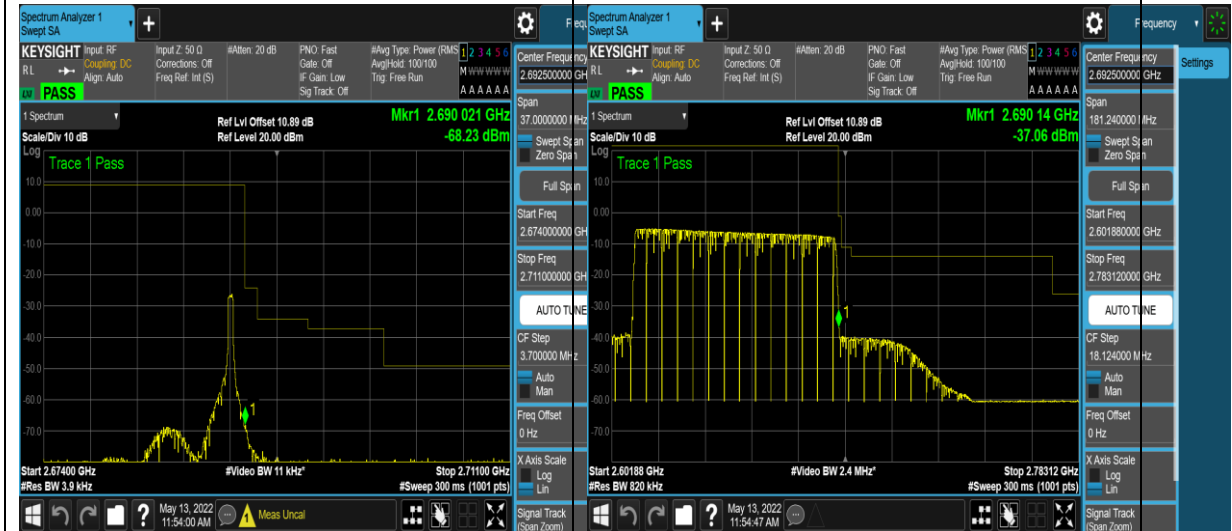 Spectrum Analyzer 1
Swept SA
+
Frequ
KEYSIGHT
Input: RF
Coupling: DC
Align: Auto
Input Z: 50 Ω
Corrections: Off
Freq Ref: Int (S)
#Atten: 20 dB
PNO: Fast
Gate: Off
IF Gain: Low
Sig Track: Off
#Avg Type: Power (RMS
Avg|Hold: 100/100
Trig: Free Run
1 2 3 4 5 6
M W W W W W
A A A A A A
RL
PASS
Center Frequency
2.692500000 GHz
Span
37.0000000 MHz
Swept Span
Zero Span
Full Span
Start Freq
2.674000000 GHz
Stop Freq
2.711000000 GH
AUTO TUNE
CF Step
3.700000 MHz
Auto
Man
Freq Offset
0 Hz
X Axis Scale
Log
Lin
Signal Track
(Span Zoom)
1 Spectrum
Scale/Div 10 dB
Ref Lvl Offset 10.89 dB
Ref Level 20.00 dBm
Mkr1 2.690 021 GHz
-68.23 dBm
Log
Trace 1 Pass
10.0
0.00
-10.0
-20.0
-30.0
-40.0
-50.0
-60.0
-70.0
1
Start 2.67400 GHz
#Res BW 3.9 kHz
#Video BW 11 kHz*
Stop 2.71100 GHz
#Sweep 300 ms (1001 pts)
?
May 13, 2022
11:54:00 AM
Meas Uncal
Spectrum Analyzer 1
Swept SA
+
Frequency
Settings
KEYSIGHT
Input: RF
Coupling: DC
Align: Auto
Input Z: 50 Ω
Corrections: Off
Freq Ref: Int (S)
#Atten: 20 dB
PNO: Fast
Gate: Off
IF Gain: Low
Sig Track: Off
#Avg Type: Power (RMS
Avg|Hold: 100/100
Trig: Free Run
1 2 3 4 5 6
M W W W W W
A A A A A A
RL
PASS
Center Frequency
2.692500000 GHz
Span
181.240000 MHz
Swept Span
Zero Span
Full Span
Start Freq
2.601880000 GHz
Stop Freq
2.783120000 GHz
AUTO TUNE
CF Step
18.124000 MHz
Auto
Man
Freq Offset
0 Hz
X Axis Scale
Log
Lin
Signal Track
(Span Zoom)
1 Spectrum
Scale/Div 10 dB
Ref Lvl Offset 10.89 dB
Ref Level 20.00 dBm
Mkr1 2.690 14 GHz
-37.06 dBm
Log
Trace 1 Pass
10.0
0.00
-10.0
-20.0
-30.0
-40.0
-50.0
-60.0
-70.0
1
Start 2.60188 GHz
#Res BW 820 kHz
#Video BW 2.4 MHz*
Stop 2.78312 GHz
#Sweep 300 ms (1001 pts)
?
May 13, 2022
11:54:47 AM